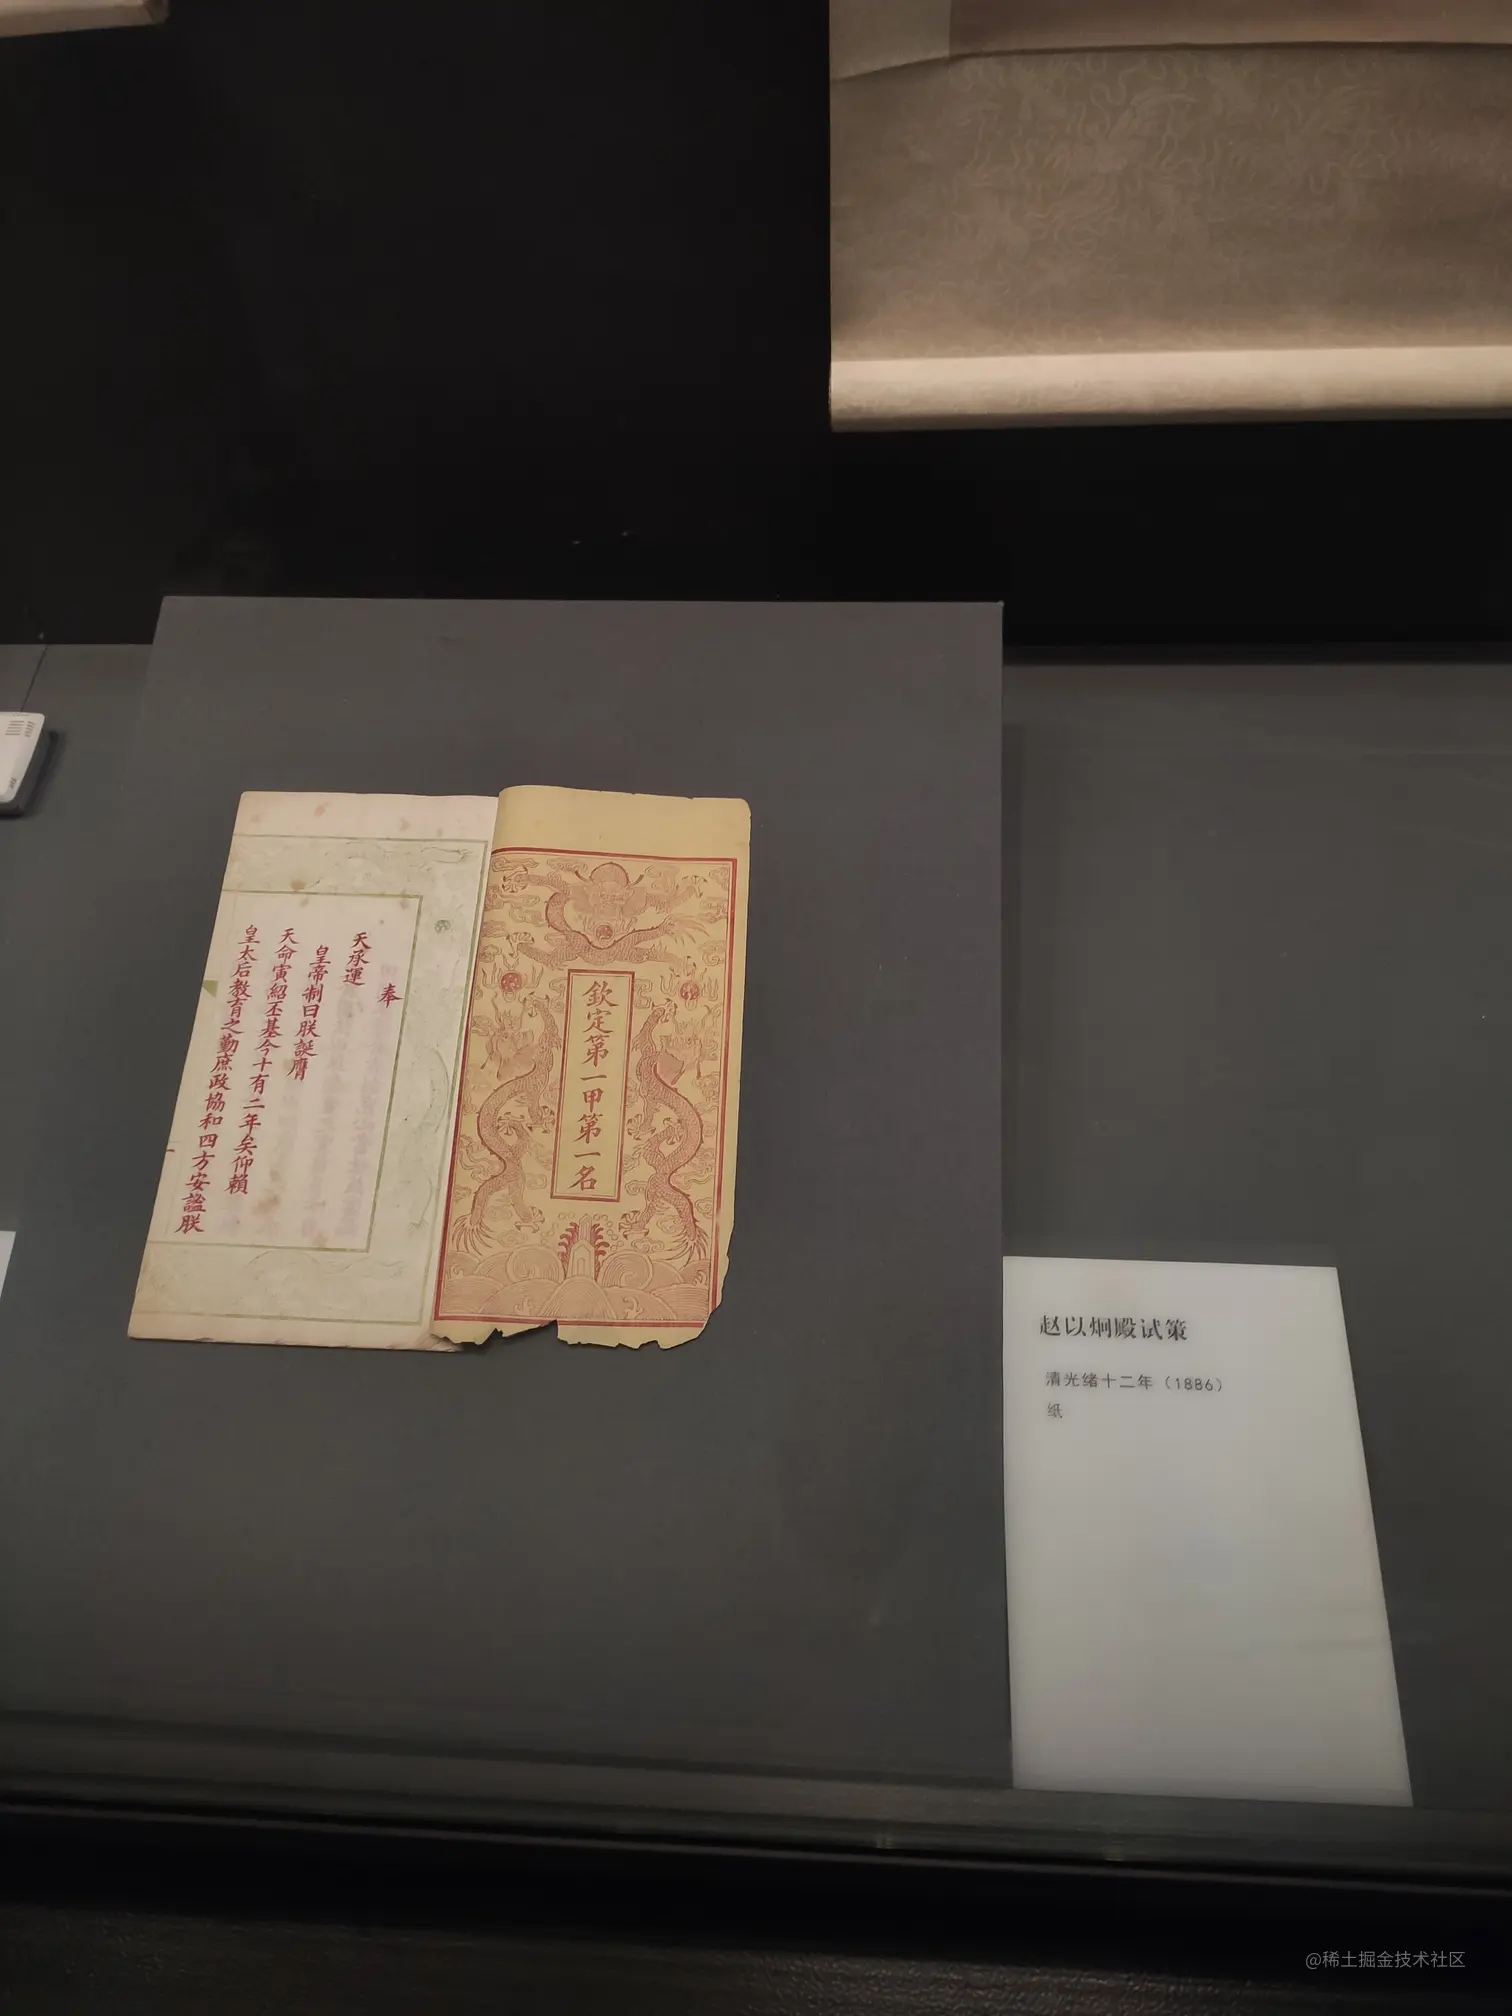 欽定第一甲第一名
奉
天承運
皇帝制曰朕誕膺
天命寅紹丕基今十有二年矣仰賴
皇太后教育之勤庶政協和四方安謐朕
赵以炯殿试策
清光绪十二年（1886）
纸
@稀土掘金技术社区